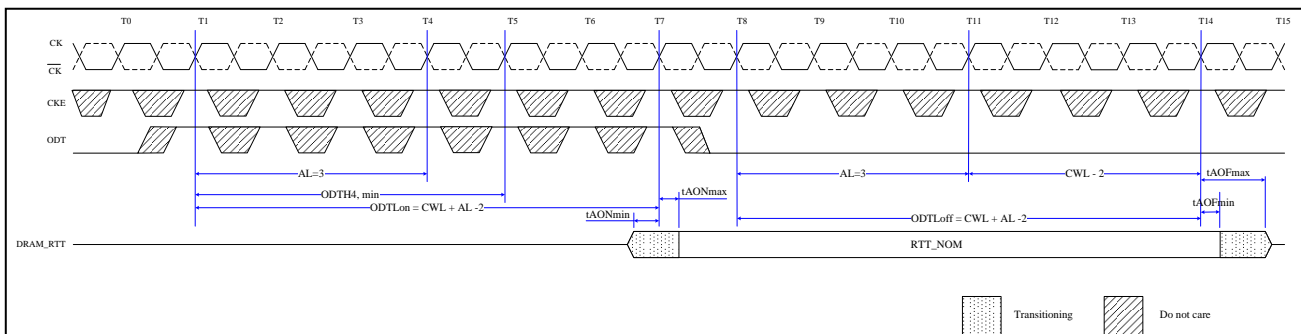 T0 T1 T2 T3 T4 T5 T6 T7 T8 T9 T10 T11 T12 T13 T14 T15
CK
CK
CKE
ODT
AL=3
AL=3
CWL - 2
tAOFmax
ODTH4, min
tAONmax
ODTLon = CWL + AL -2
tAOFmin
tAONmin
ODTLoff = CWL + AL -2
DRAM_RTT
RTT_NOM
Transitioning
Do not care